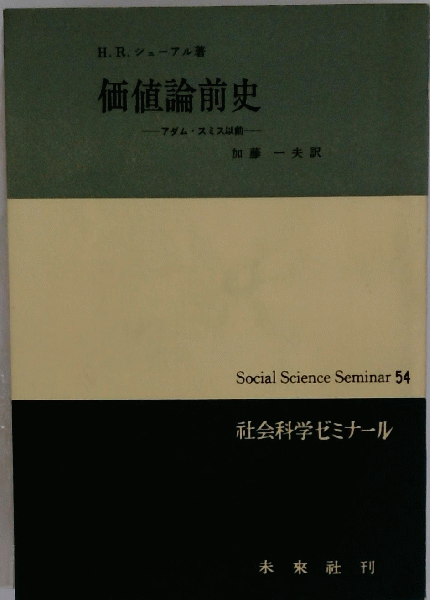 H.R.シューアル著
価値論前史
──アダム・スミス以前──
加藤一夫訳
Social Science Seminar 54
社会科学ゼミナール
未來社刊